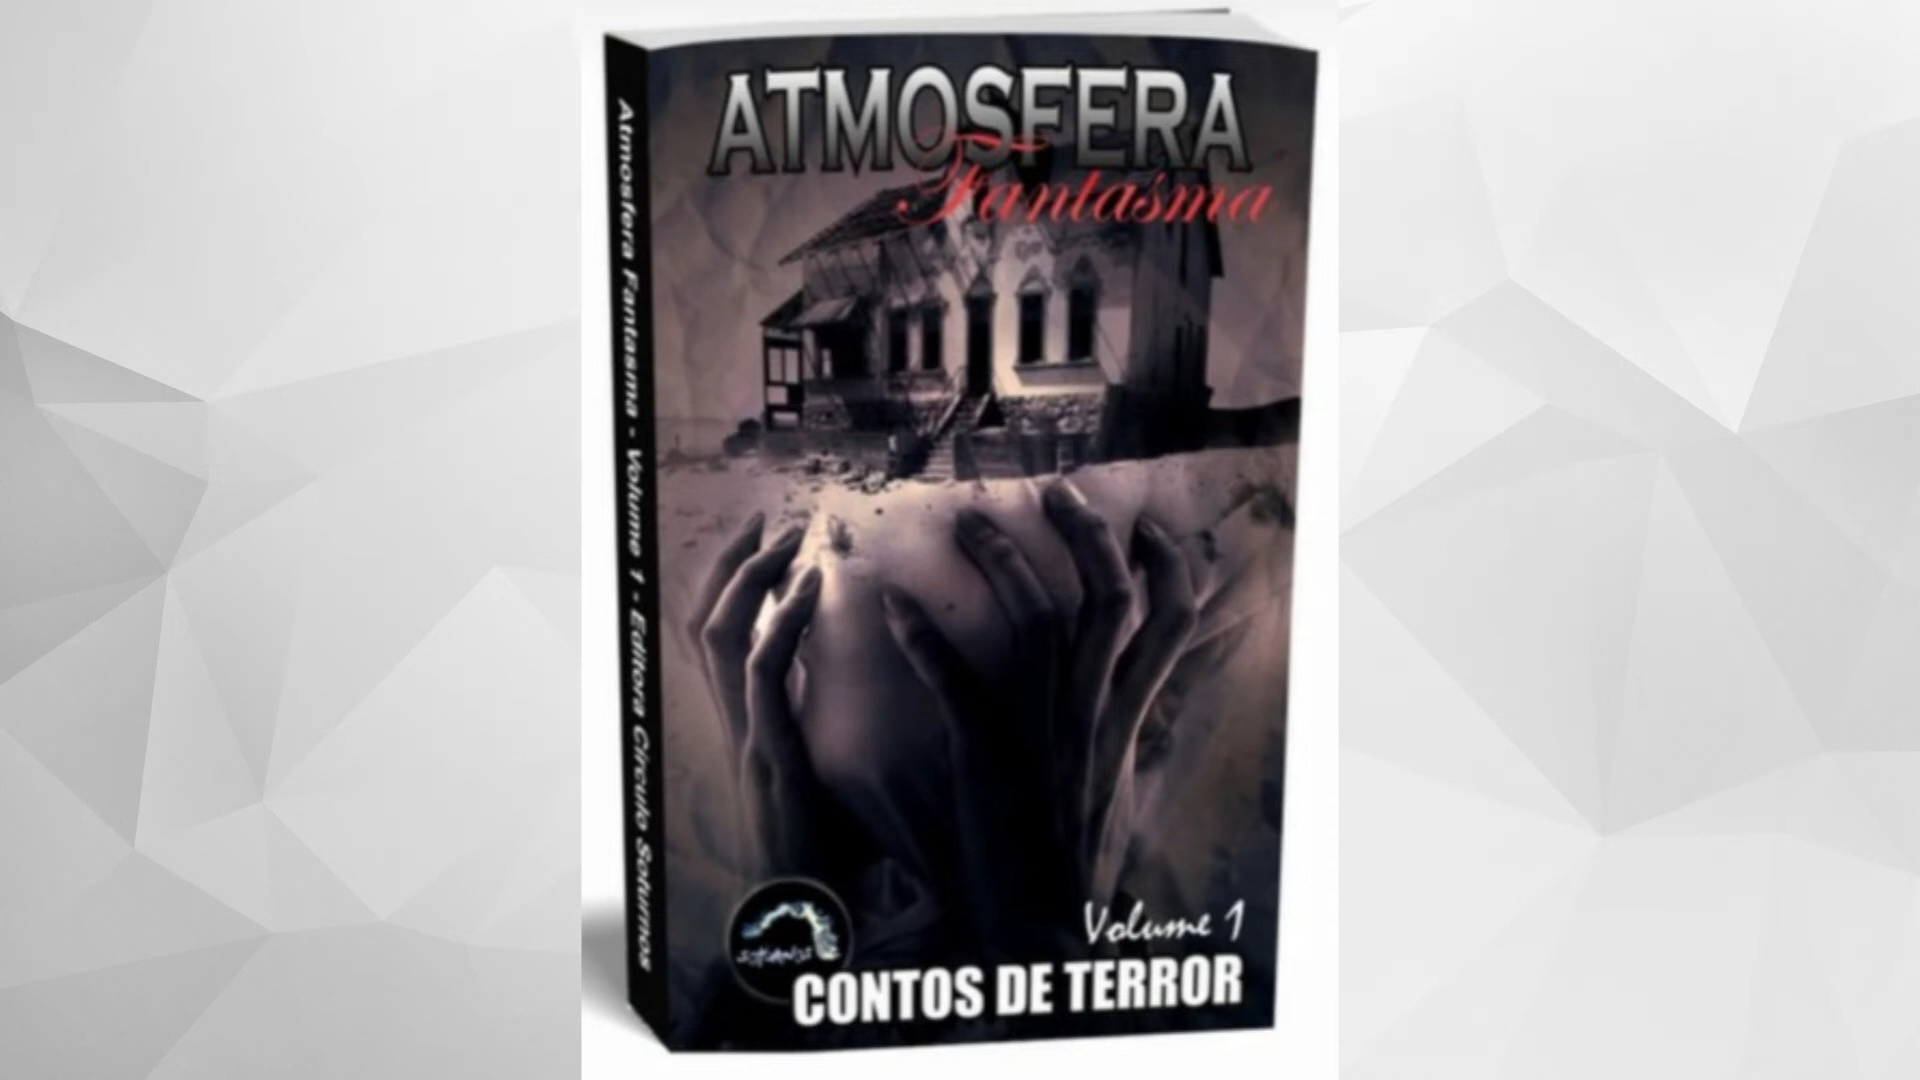 ATMOSFERA
Fantasma
Atmosfera Fantasma - Volume 1 - Editora Círculo Soturnos
Volume 1
CONTOS DE TERROR